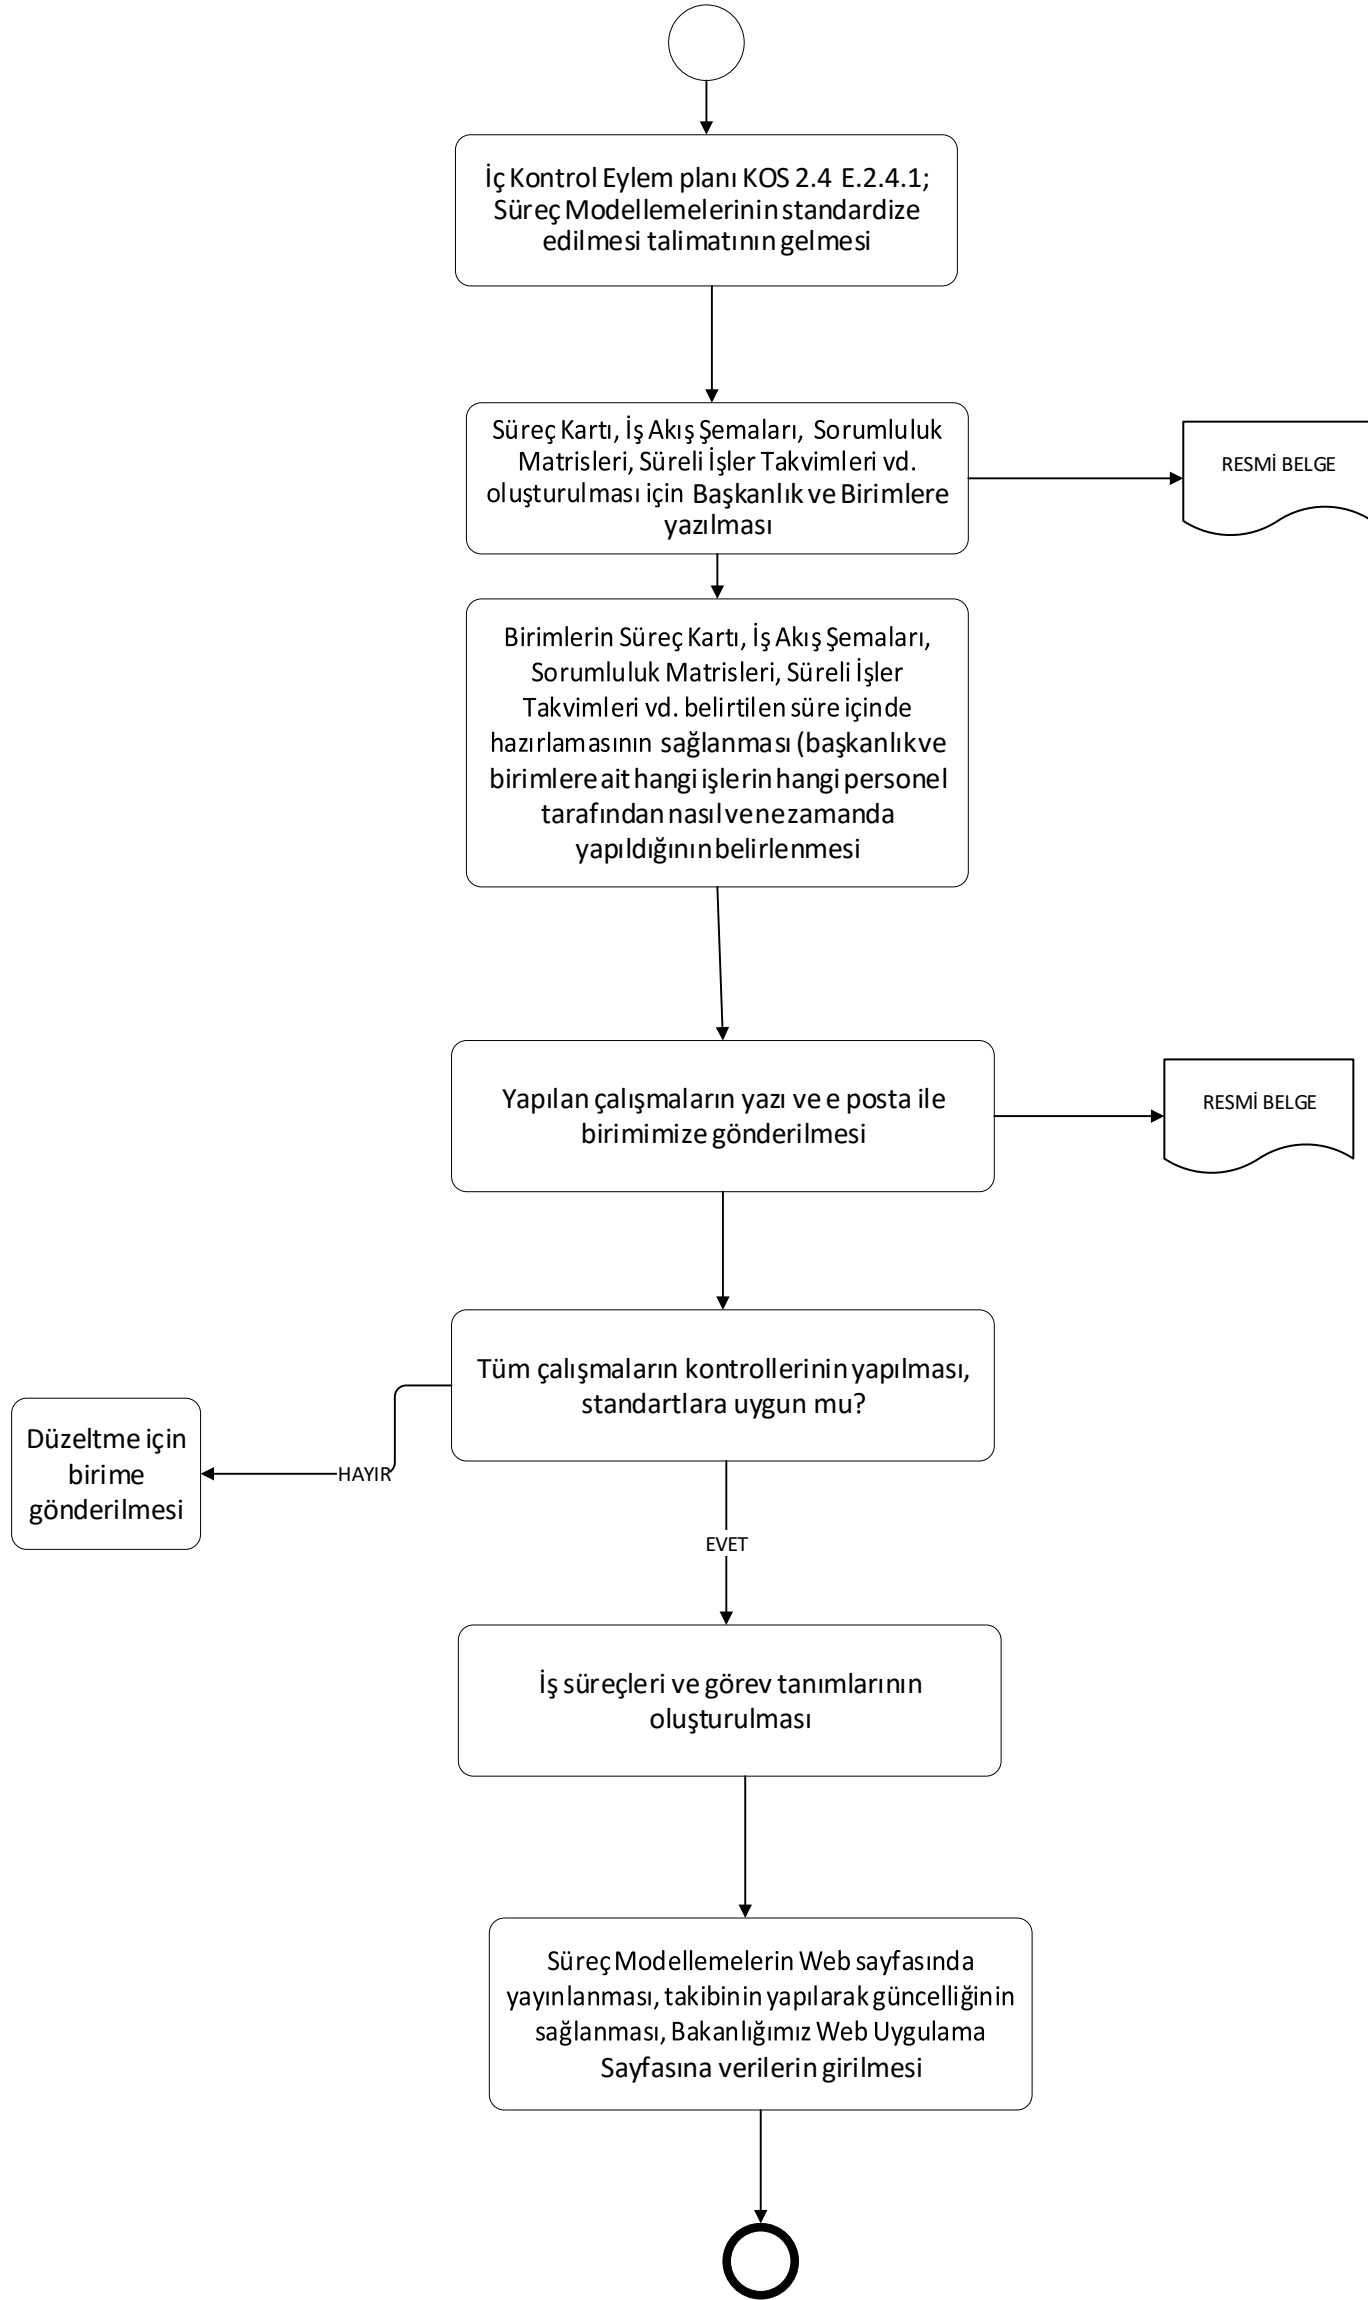 İç Kontrol Eylem planı KOS 2.4 E.2.4.1;
Süreç Modellemelerinin standardize
edilmesi talimatının gelmesi
Süreç Kartı, İş Akış Şemaları, Sorumluluk
Matrisleri, Süreli İşler Takvimleri vd.
oluşturulması için Başkanlık ve Birimlere
yazılması
RESMİ BELGE
Birimlerin Süreç Kartı, İş Akış Şemaları,
Sorumluluk Matrisleri, Süreli İşler
Takvimleri vd. belirtilen süre içinde
hazırlamasının sağlanması (başkanlık ve
birimlere ait hangi işlerin hangi personel
tarafından nasıl ve ne zamanda
yapıldığının belirlenmesi
Yapılan çalışmaların yazı ve e posta ile
birimimize gönderilmesi
RESMİ BELGE
Tüm çalışmaların kontrollerinin yapılması,
standartlara uygun mu?
Düzeltme için
birime
gönderilmesi
HAYIR
EVET
İş süreçleri ve görev tanımlarının
oluşturulması
Süreç Modellemelerin Web sayfasında
yayınlanması, takibinin yapılarak güncelliğinin
sağlanması, Bakanlığımız Web Uygulama
Sayfasına verilerin girilmesi